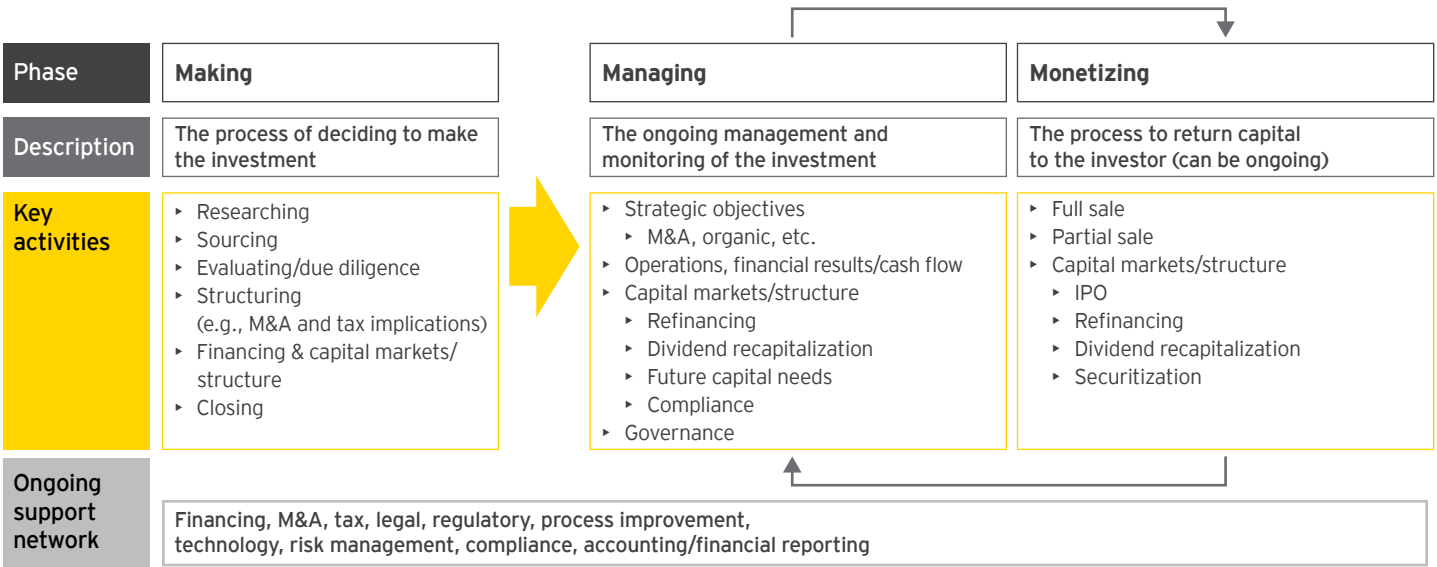 Phase
Making
Managing
Monetizing
Description
The process of deciding to make
the investment
The ongoing management and
monitoring of the investment
The process to return capital
to the investor (can be ongoing)
Key
activities
‣ Researching
‣ Sourcing
‣ Evaluating/due diligence
‣ Structuring
(e.g., M&A and tax implications)
‣ Financing & capital markets/
structure
‣ Closing
‣ Strategic objectives
‣ M&A, organic, etc.
‣ Operations, financial results/cash flow
‣ Capital markets/structure
‣ Refinancing
‣ Dividend recapitalization
‣ Future capital needs
‣ Compliance
‣ Governance
‣ Full sale
‣ Partial sale
‣ Capital markets/structure
‣ IPO
‣ Refinancing
‣ Dividend recapitalization
‣ Securitization
Ongoing
support
network
Financing, M&A, tax, legal, regulatory, process improvement,
technology, risk management, compliance, accounting/financial reporting